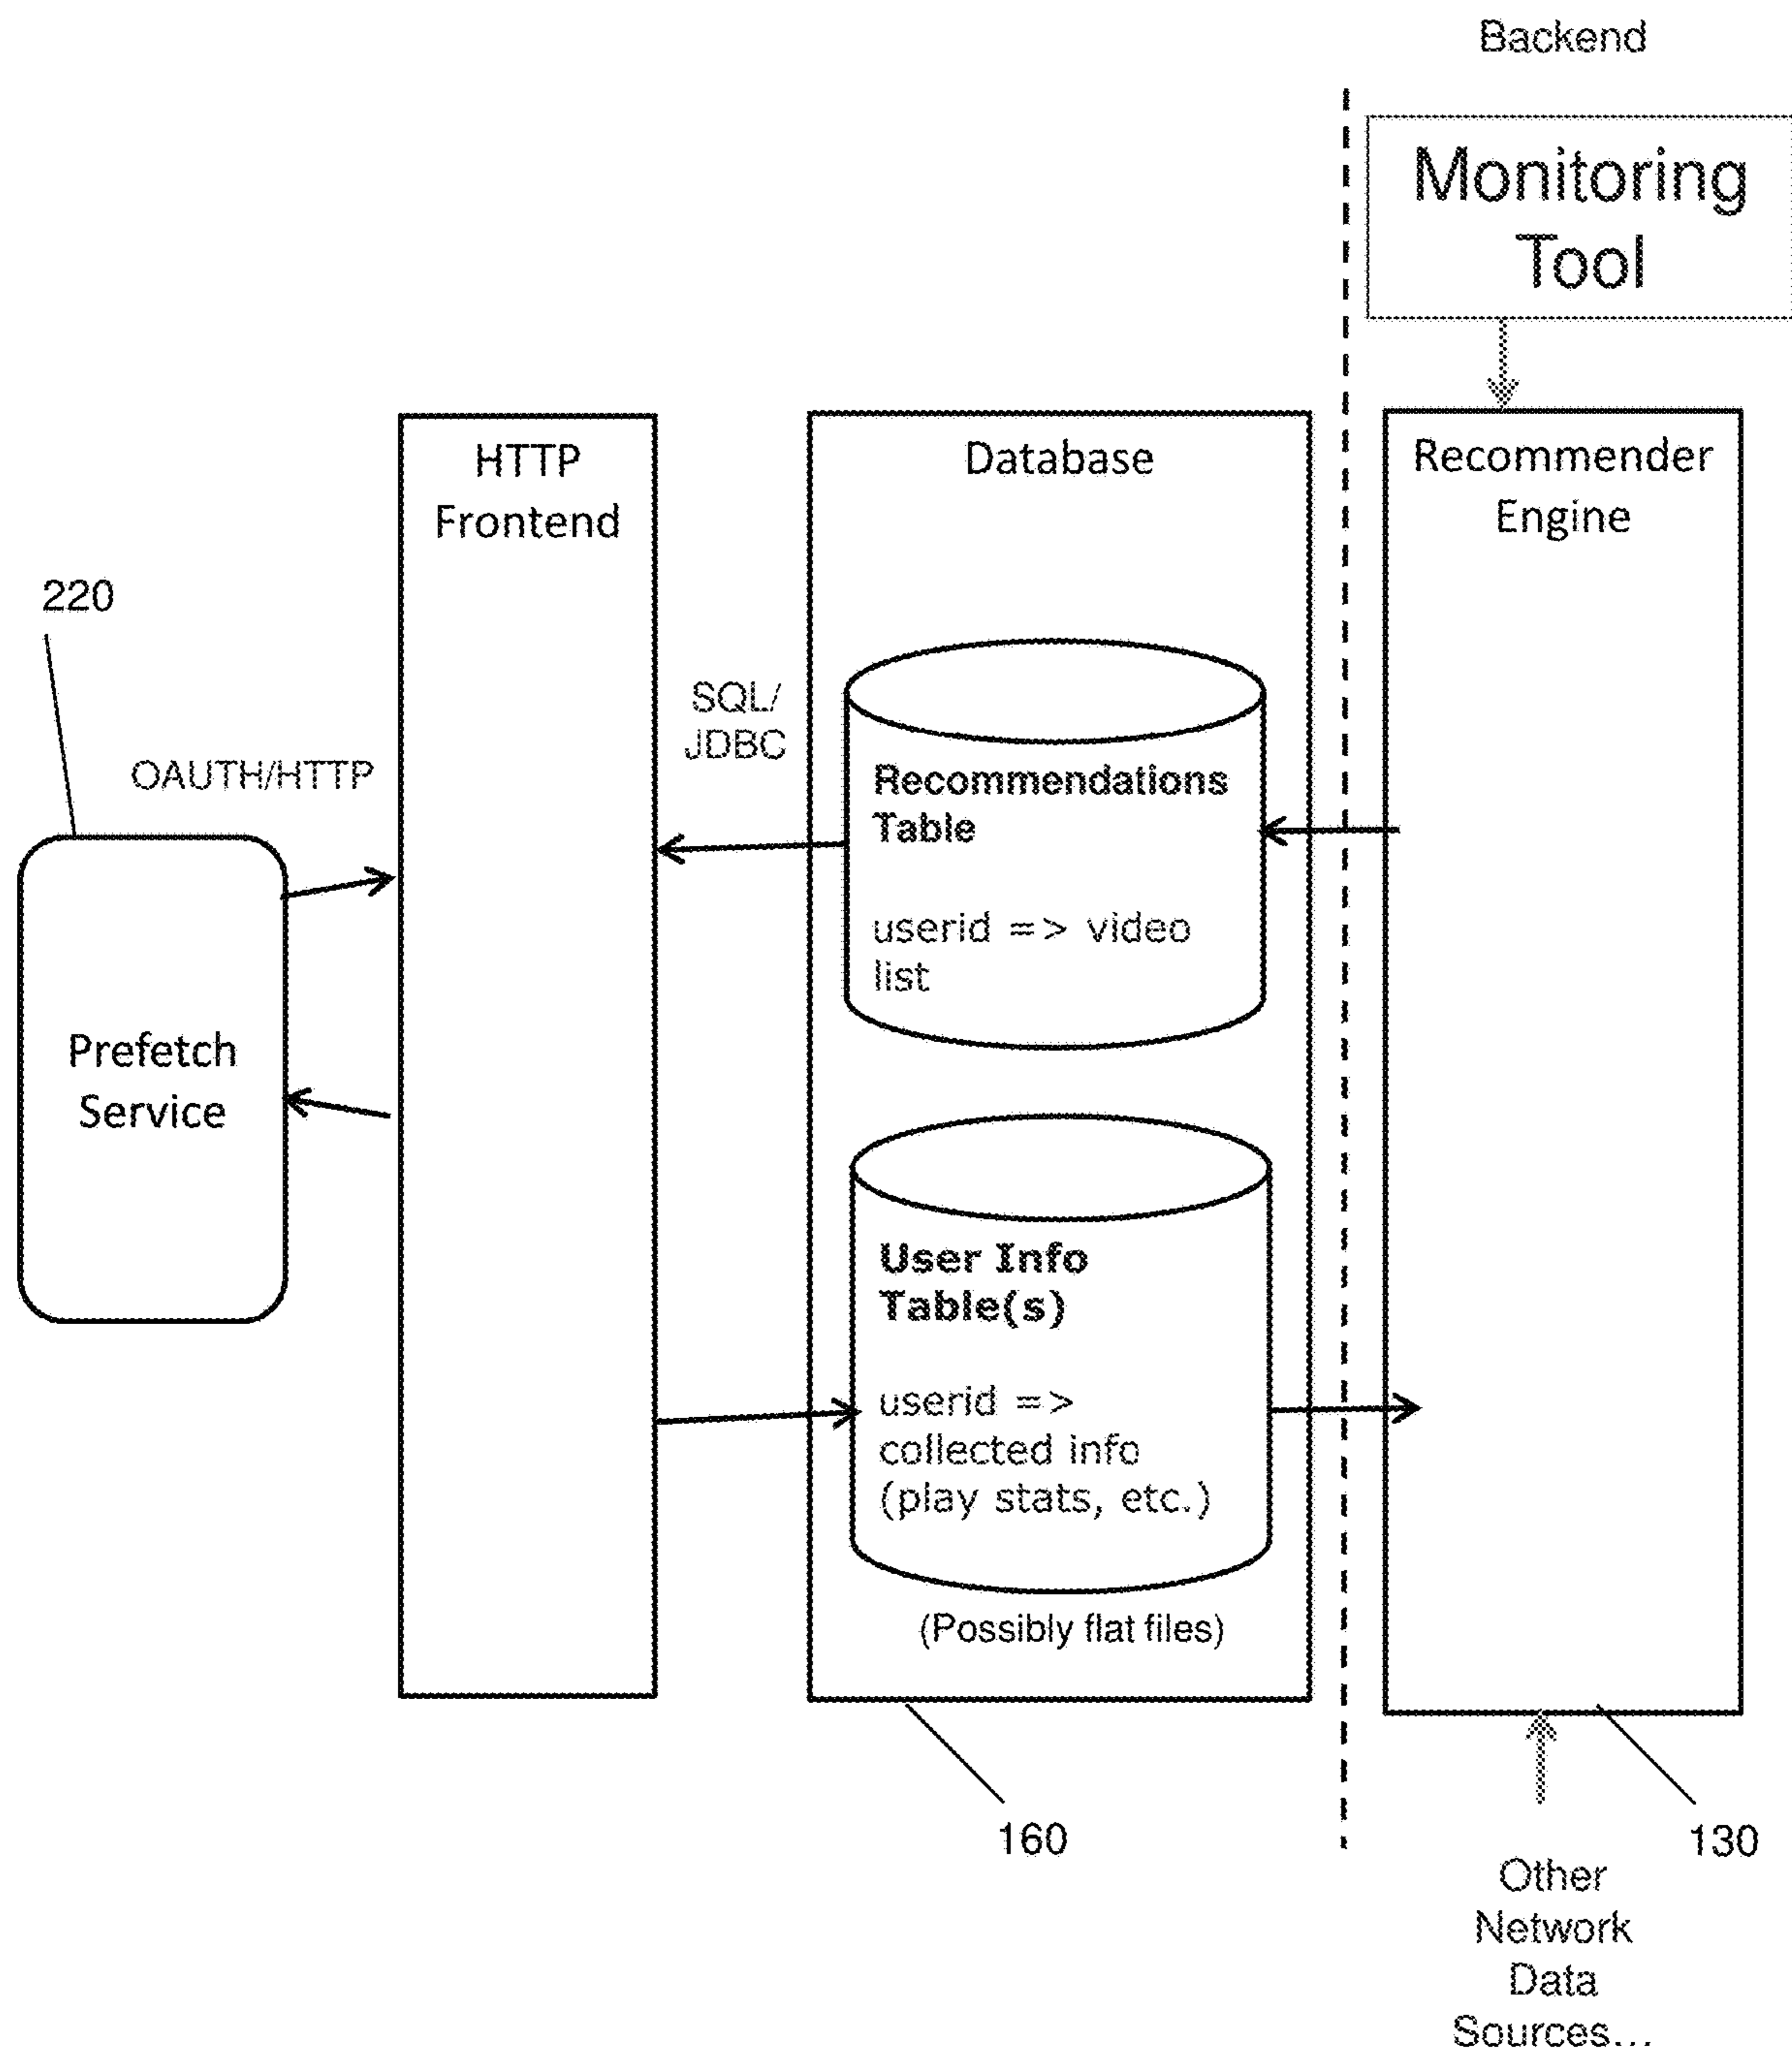 Backend
Monitoring
Tool
HTTP
Frontend
Database
Recommender
Engine
220
OAUTH/HTTP
SQL/
JDBC
Recommendations
Table
userid => video
list
Prefetch
Service
User Info
Table(s)
userid =>
collected info
(play stats, etc.)
(Possibly flat files)
160
130
Other
Network
Data
Sources...